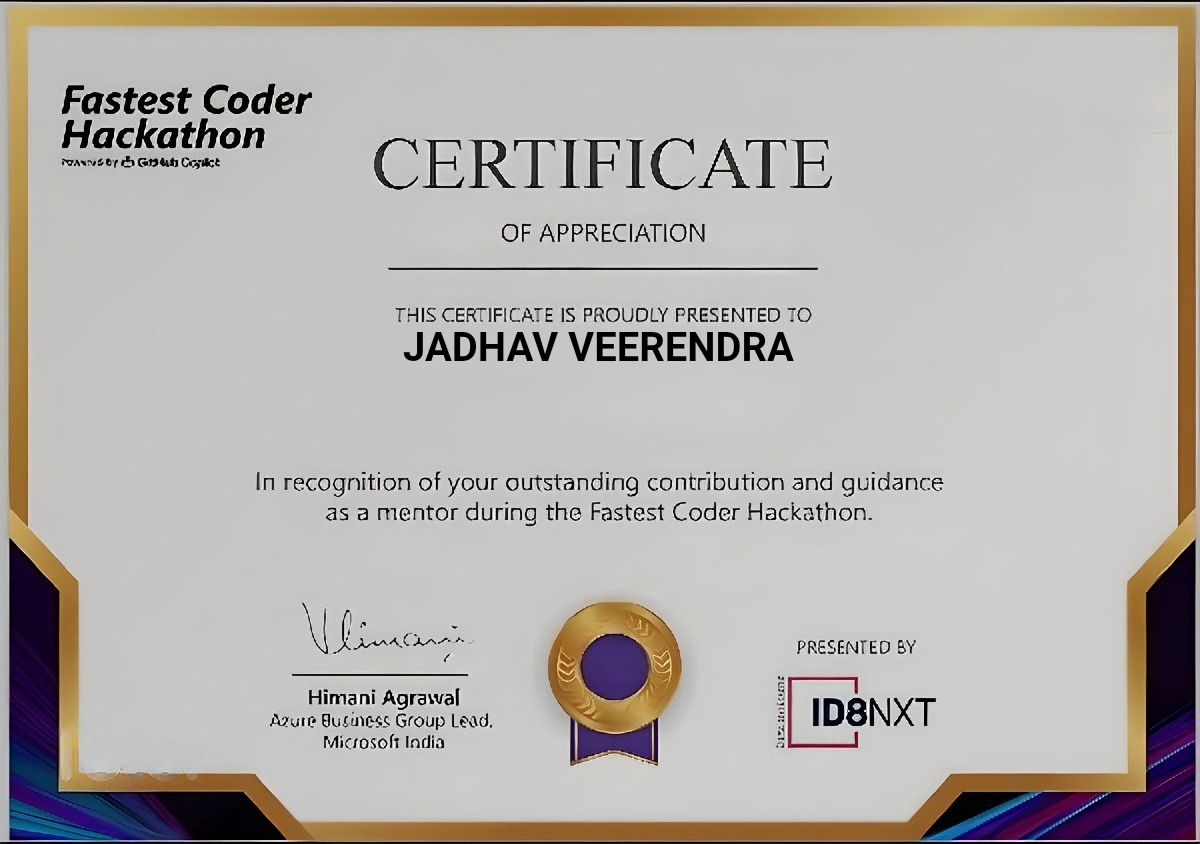 Fastest Coder
Hackathon
Powered by GitHub Copilot
CERTIFICATE
OF APPRECIATION
THIS CERTIFICATE IS PROUDLY PRESENTED TO
JADHAV VEERENDRA
In recognition of your outstanding contribution and guidance
as a mentor during the Fastest Coder Hackathon.
Himani Agrawal
Azure Business Group Lead,
Microsoft India
PRESENTED BY
ID8NXT